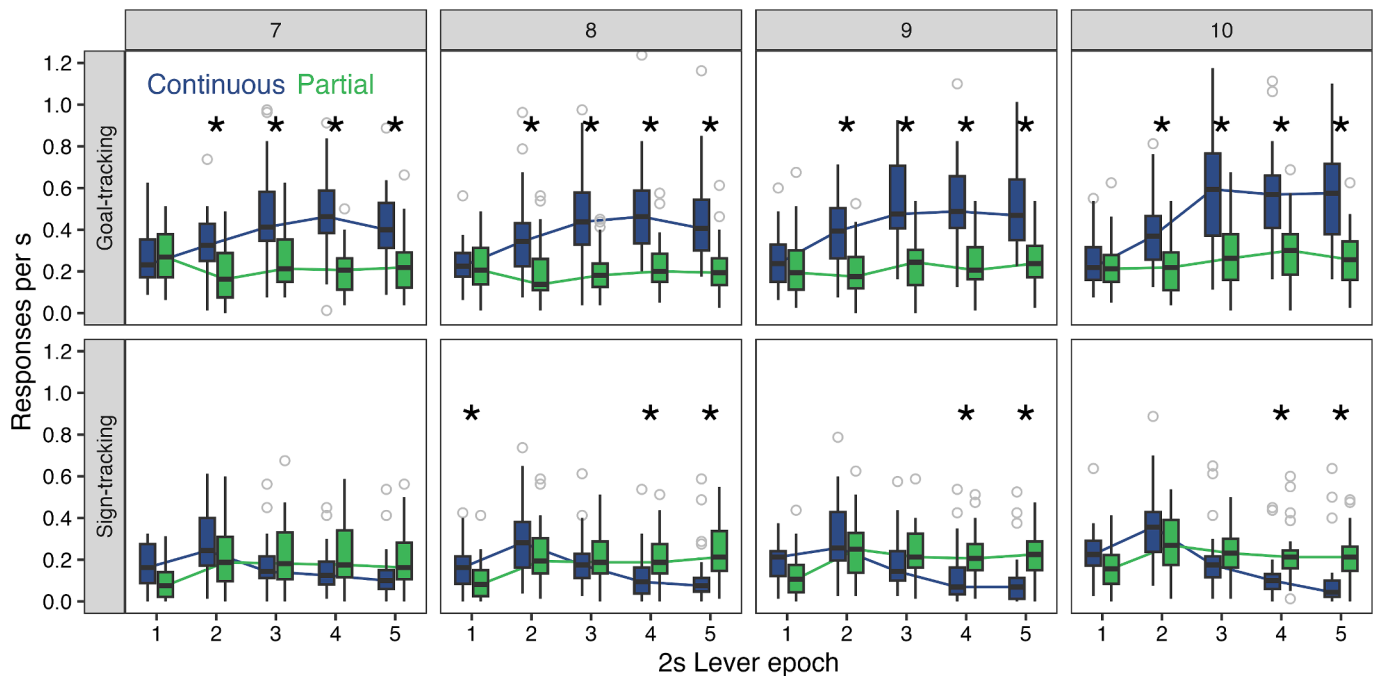 7 8 9 10
Continuous Partial
Goal-tracking
1.2
1.0
0.8
0.6
0.4
0.2
0.0
* * * *
* * * *
* * * *
* * * *
Responses per s
Sign-tracking
1.2
1.0
0.8
0.6
0.4
0.2
0.0
* * *
* *
* *
1 2 3 4 5
1 2 3 4 5
1 2 3 4 5
1 2 3 4 5
2s Lever epoch